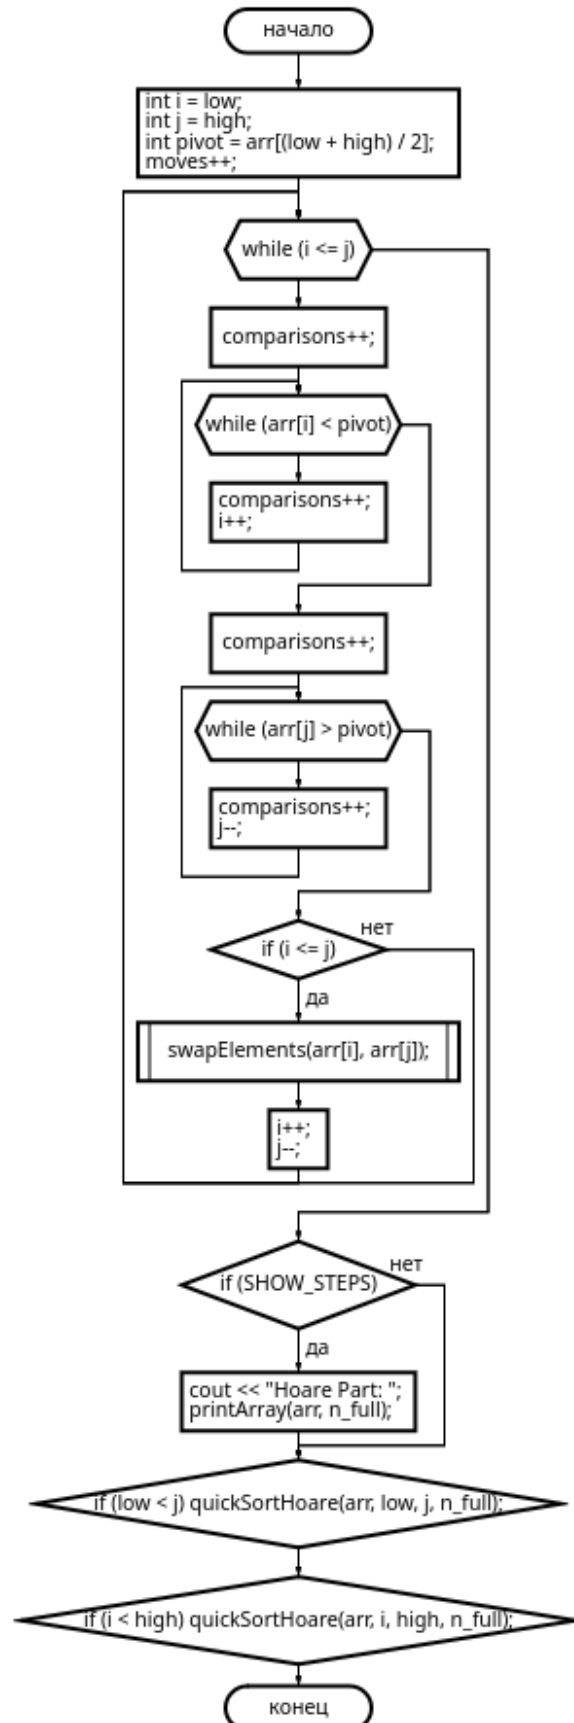 начало
int i = low;
int j = high;
int pivot = arr[(low + high) / 2];
moves++;
while (i <= j)
comparisons++;
while (arr[i] < pivot)
comparisons++;
i++;
comparisons++;
while (arr[j] > pivot)
comparisons++;
j--;
нет
if (i <= j)
да
swapElements(arr[i], arr[j]);
i++;
j--;
нет
if (SHOW_STEPS)
да
cout << "Hoare Part: ";
printArray(arr, n_full);
if (low < j) quickSortHoare(arr, low, j, n_full);
if (i < high) quickSortHoare(arr, i, high, n_full);
конец